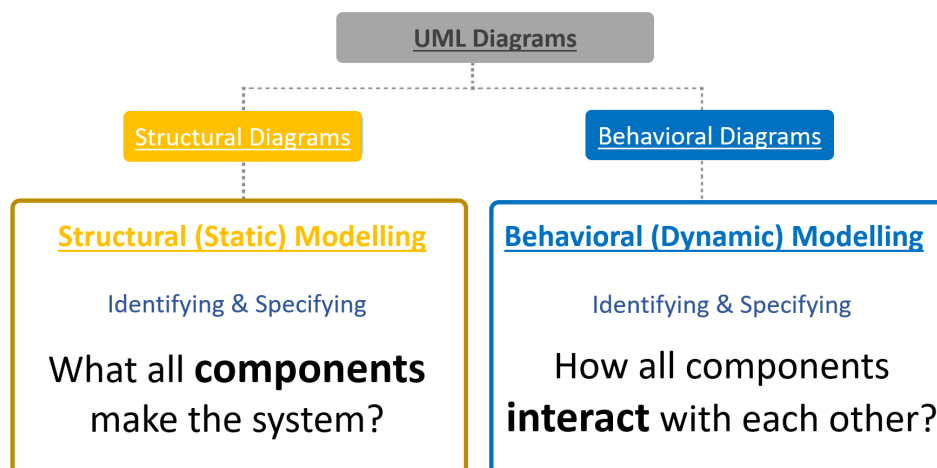 UML Diagrams
Structural Diagrams
Behavioral Diagrams
Structural (Static) Modelling
Identifying & Specifying
What all components
make the system?
Behavioral (Dynamic) Modelling
Identifying & Specifying
How all components
interact with each other?